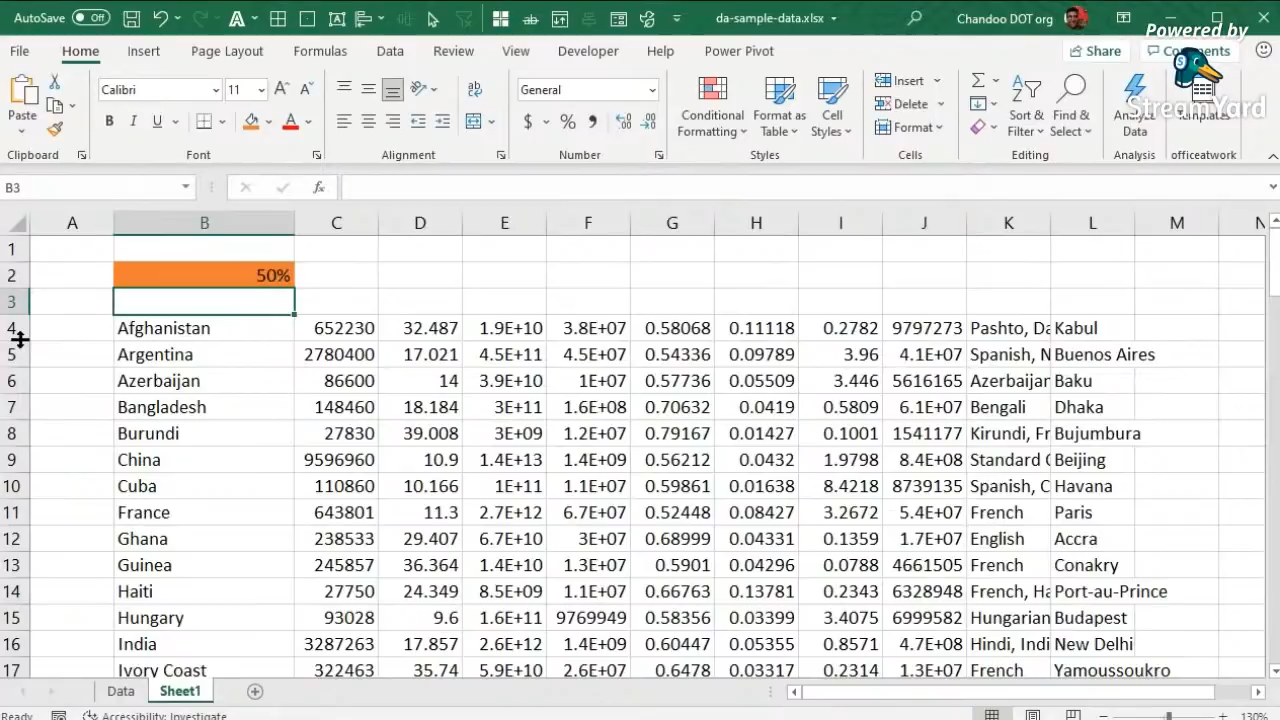 AutoSave Off da-sample-data.xlsx Chandoo DOT org
Powered by
StreamYard
File Home Insert Page Layout Formulas Data Review View Developer Help Power Pivot Share Comments
Paste Calibri 11 General Conditional Formatting Format as Table Cell Styles Insert Delete Format Sort & Filter Find & Select Analyze Data Templates
B I U A $ % 9
Clipboard Font Alignment Number Styles Cells Editing Analysis officeatwork
B3 fx
A B C D E F G H I J K L M N
1
2 50%
3
4 Afghanistan 652230 32.487 1.9E+10 3.8E+07 0.58068 0.11118 0.2782 9797273 Pashto, Da Kabul
5 Argentina 2780400 17.021 4.5E+11 4.5E+07 0.54336 0.09789 3.96 4.1E+07 Spanish, N Buenos Aires
6 Azerbaijan 86600 14 3.9E+10 1E+07 0.57736 0.05509 3.446 5616165 Azerbaijan Baku
7 Bangladesh 148460 18.184 3E+11 1.6E+08 0.70632 0.0419 0.5809 6.1E+07 Bengali Dhaka
8 Burundi 27830 39.008 3E+09 1.2E+07 0.79167 0.01427 0.1001 1541177 Kirundi, Fr Bujumbura
9 China 9596960 10.9 1.4E+13 1.4E+09 0.56212 0.0432 1.9798 8.4E+08 Standard C Beijing
10 Cuba 110860 10.166 1E+11 1.1E+07 0.59861 0.01638 8.4218 8739135 Spanish, C Havana
11 France 643801 11.3 2.7E+12 6.7E+07 0.52448 0.08427 3.2672 5.4E+07 French Paris
12 Ghana 238533 29.407 6.7E+10 3E+07 0.68999 0.04331 0.1359 1.7E+07 English Accra
13 Guinea 245857 36.364 1.4E+10 1.3E+07 0.5901 0.04296 0.0788 4661505 French Conakry
14 Haiti 27750 24.349 8.5E+09 1.1E+07 0.66763 0.13781 0.2343 6328948 French, Ha Port-au-Prince
15 Hungary 93028 9.6 1.6E+11 9769949 0.58356 0.03399 3.4075 6999582 Hungarian Budapest
16 India 3287263 17.857 2.6E+12 1.4E+09 0.60447 0.05355 0.8571 4.7E+08 Hindi, Indi New Delhi
17 Ivory Coast 322463 35.74 5.9E+10 2.6E+07 0.6478 0.03317 0.2314 1.3E+07 French Yamoussoukro
Data Sheet1
Ready Accessibility: Investigate 130%